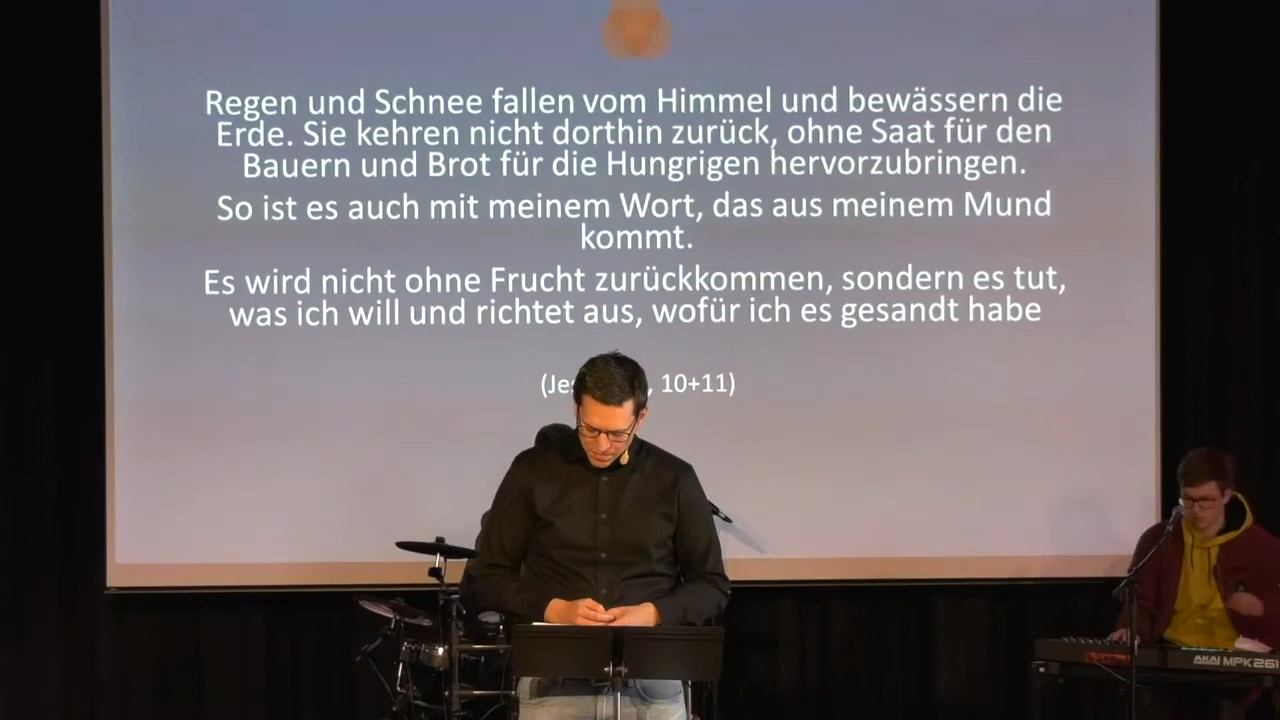 Regen und Schnee fallen vom Himmel und bewässern die
Erde. Sie kehren nicht dorthin zurück, ohne Saat für den
Bauern und Brot für die Hungrigen hervorzubringen.
So ist es auch mit meinem Wort, das aus meinem Mund
kommt.
Es wird nicht ohne Frucht zurückkommen, sondern es tut,
was ich will und richtet aus, wofür ich es gesandt habe
10+11)
AKAI MPK261